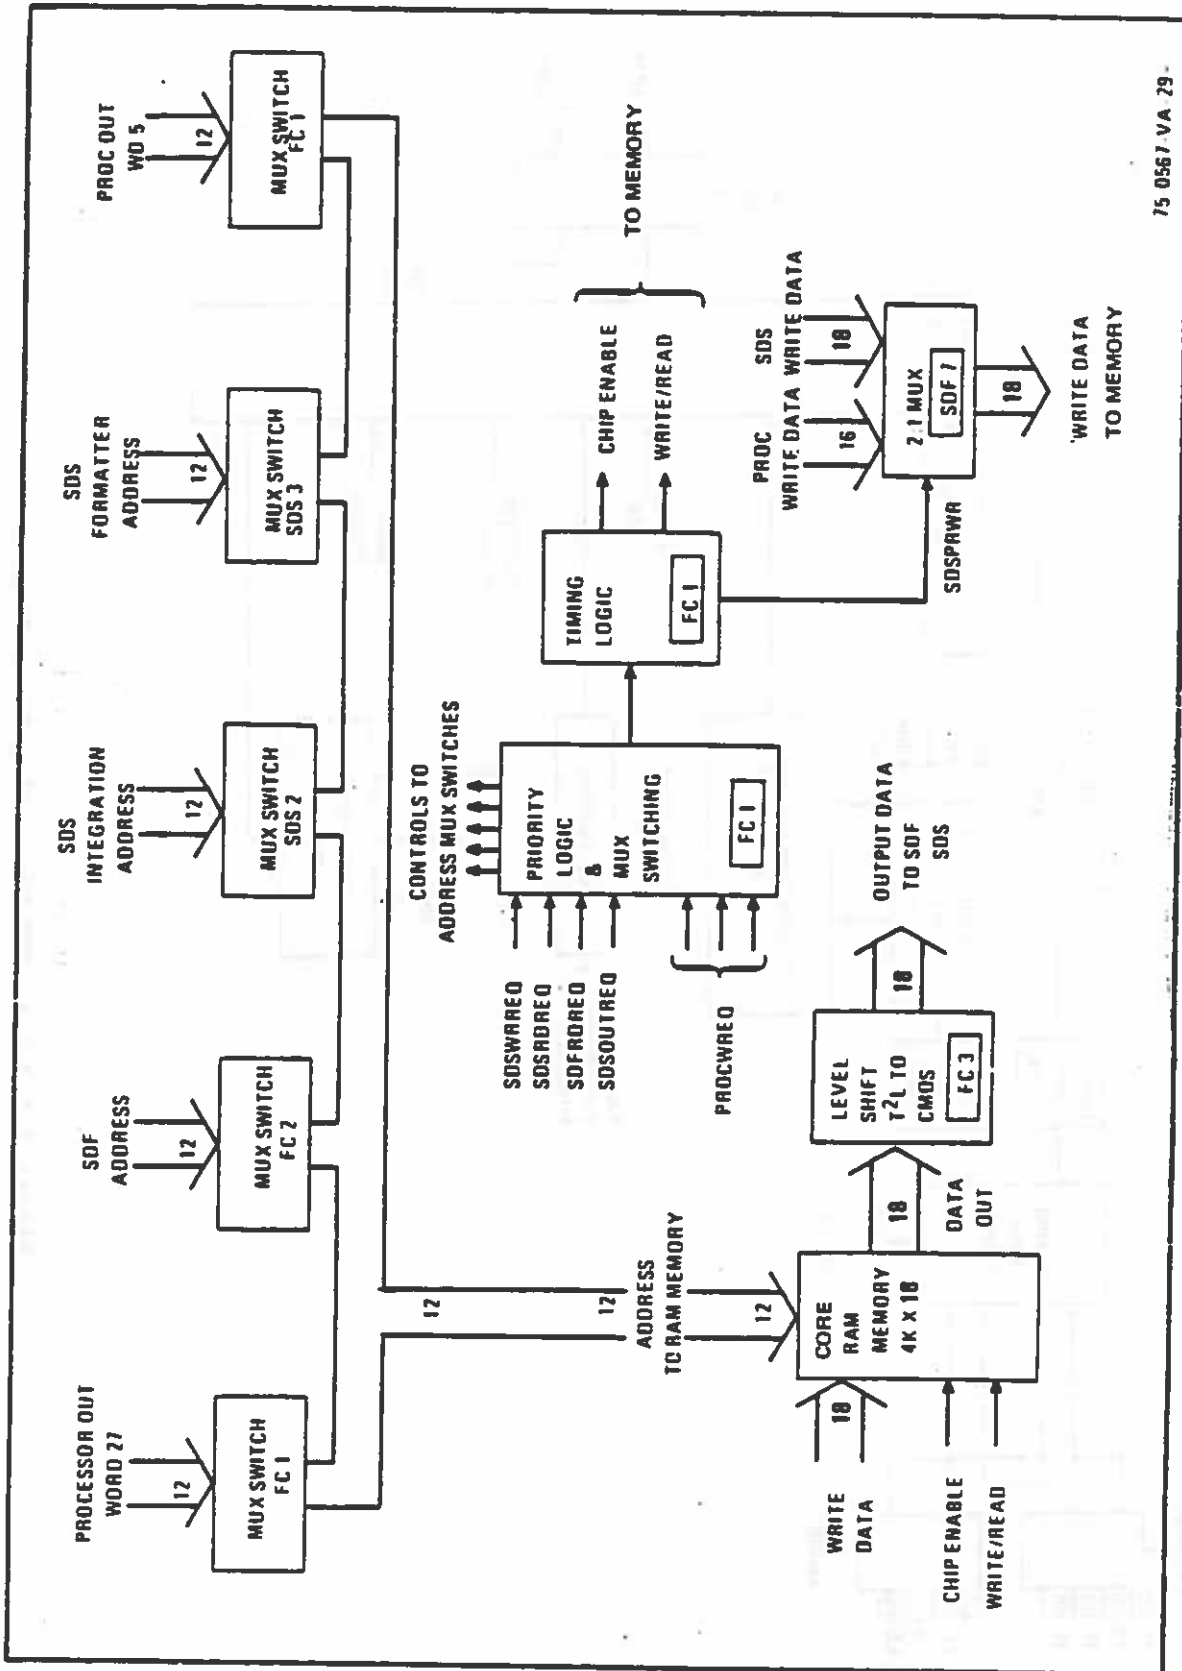 PROCESSOR OUT
WORD 27
12
MUX SWITCH
FC 1
SDF
ADDRESS
12
MUX SWITCH
FC 2
SDS
INTEGRATION
ADDRESS
12
MUX SWITCH
SDS 2
SDS
FORMATTER
ADDRESS
12
MUX SWITCH
SDS 3
PROC OUT
WD 5
12
MUX SWITCH
FC 1
12
12
ADDRESS
TO RAM MEMORY
12
CONTROLS TO
ADDRESS MUX SWITCHES
SDSWRREQ
SDSRDREQ
SDFRDREQ
SDSOUTREQ
PROCWREQ
PRIORITY
LOGIC
&
MUX
SWITCHING
FC 1
TIMING
LOGIC
FC 1
CHIP ENABLE
WRITE/READ
TO MEMORY
WRITE
DATA
18
CHIP ENABLE
WRITE/READ
CORE
RAM
MEMORY
4K X 18
18
DATA
OUT
LEVEL
SHIFT
T2L TO
CMOS
FC 3
18
OUTPUT DATA
TO SDF
SDS
SDSPRWR
PROC
WRITE DATA
16
SDS
WRITE DATA
18
2:1 MUX
SDF 7
18
WRITE DATA
TO MEMORY
75-0567-VA-29